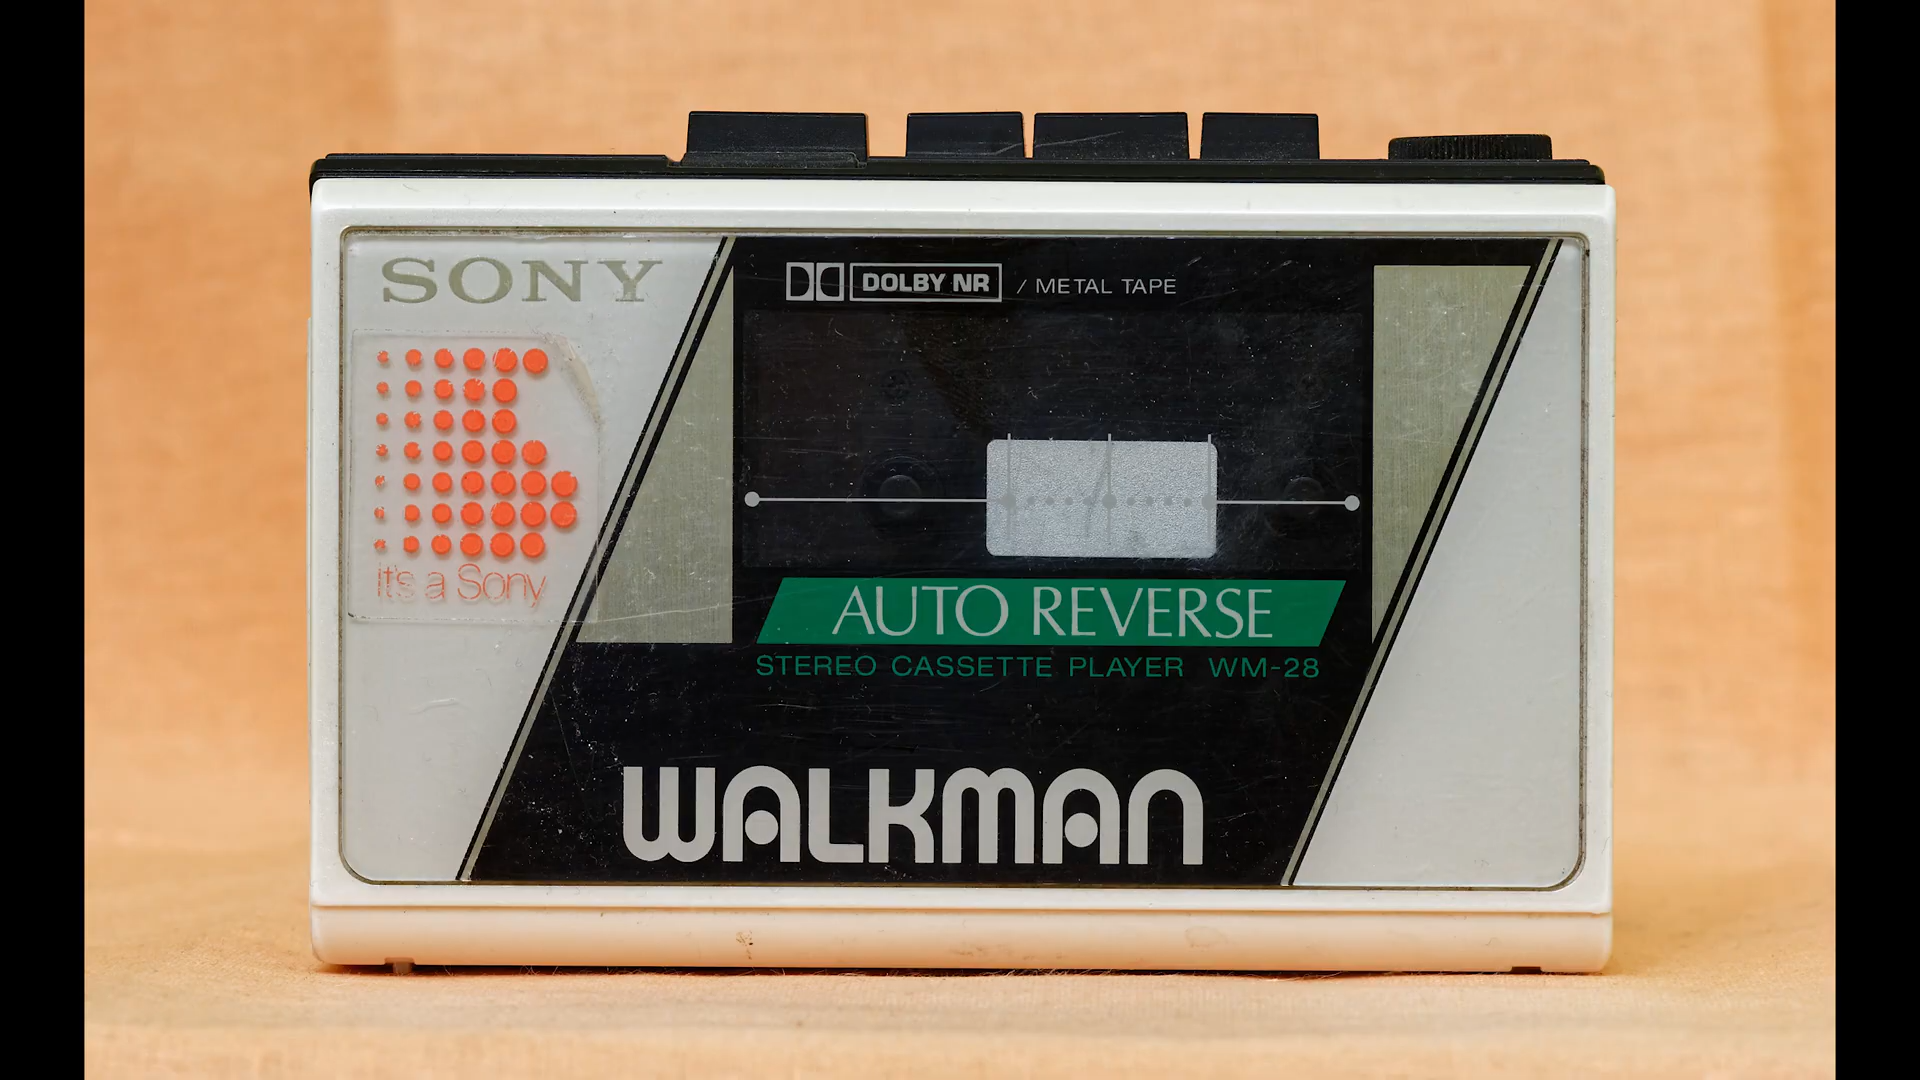 SONY
DOLBY NR / METAL TAPE
it's a Sony
AUTO REVERSE
STEREO CASSETTE PLAYER WM-28
WALKMAN